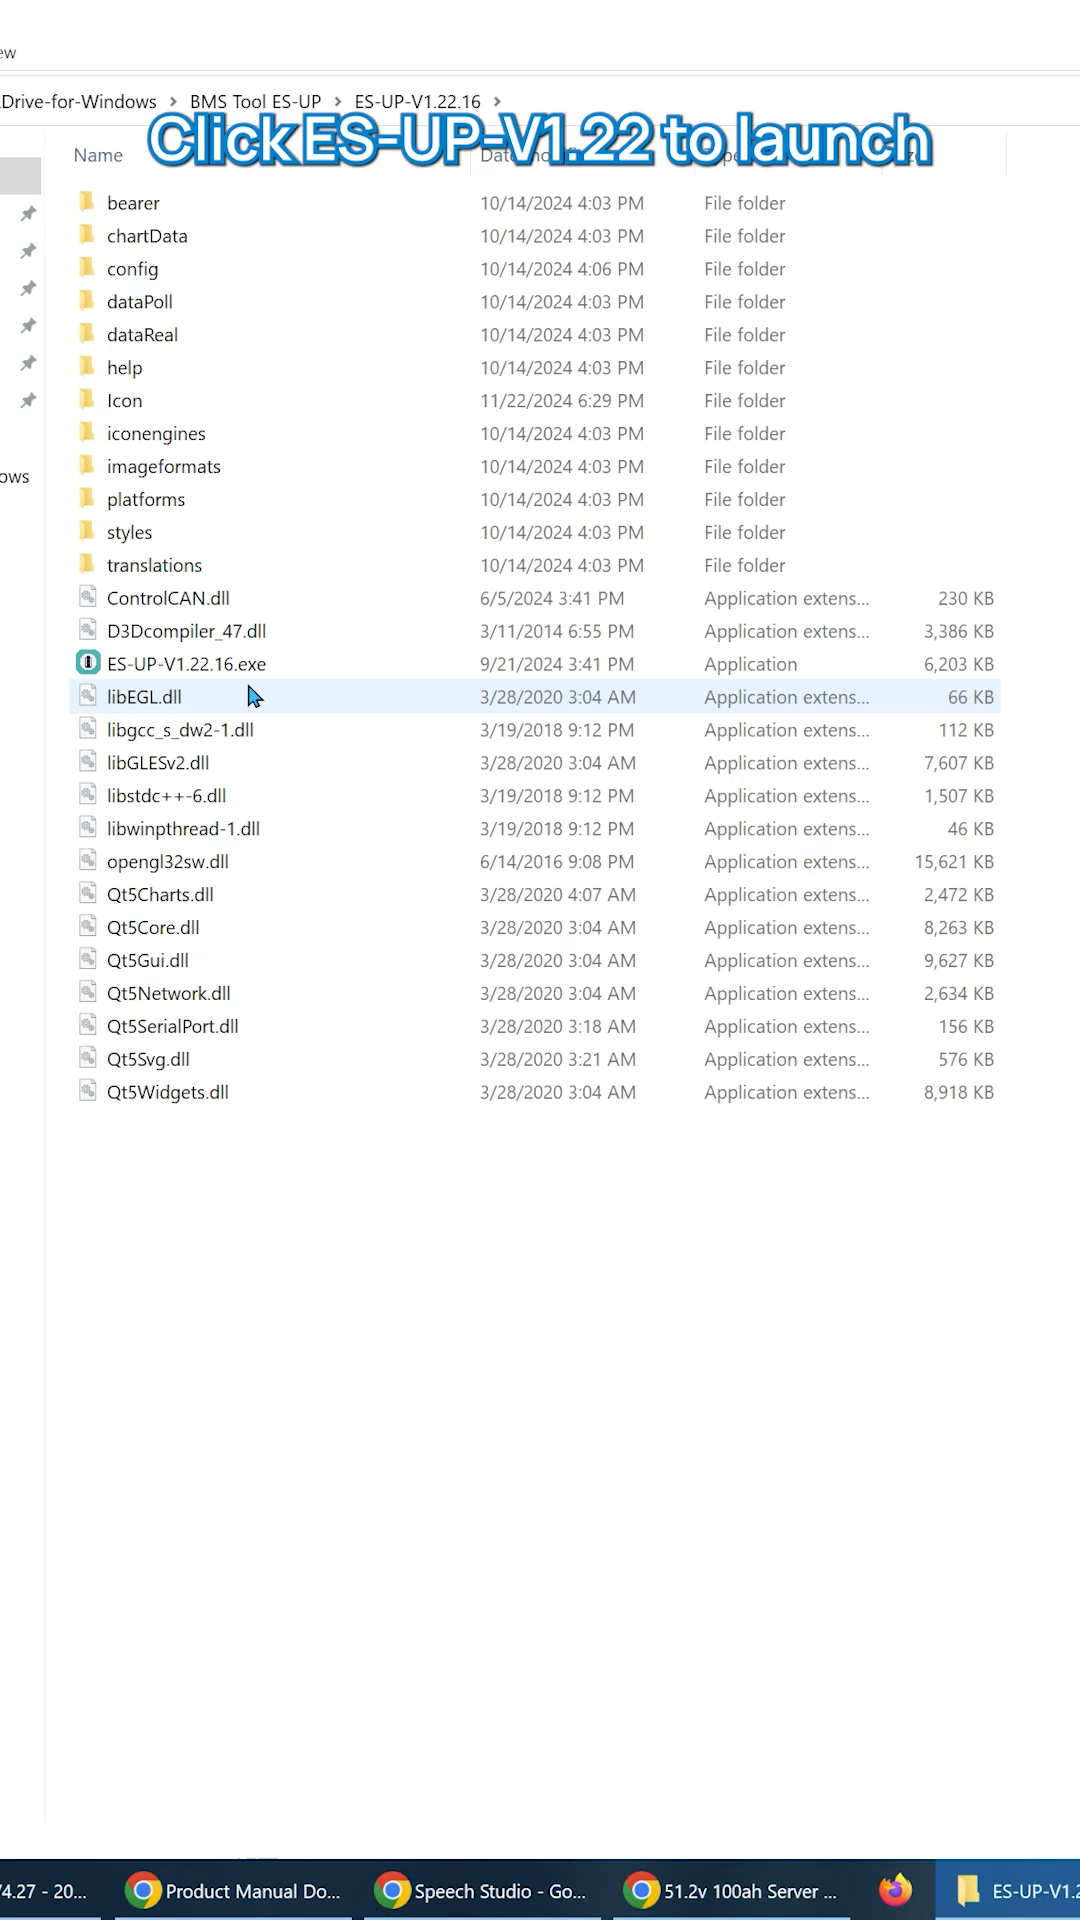 ew
Drive-for-Windows > BMS Tool ES-UP > ES-UP-V1.22.16 >
Click ES-UP-V1.22 to launch
Name
bearer 10/14/2024 4:03 PM File folder
chartData 10/14/2024 4:03 PM File folder
config 10/14/2024 4:06 PM File folder
dataPoll 10/14/2024 4:03 PM File folder
dataReal 10/14/2024 4:03 PM File folder
help 10/14/2024 4:03 PM File folder
Icon 11/22/2024 6:29 PM File folder
iconengines 10/14/2024 4:03 PM File folder
ows
imageformats 10/14/2024 4:03 PM File folder
platforms 10/14/2024 4:03 PM File folder
styles 10/14/2024 4:03 PM File folder
translations 10/14/2024 4:03 PM File folder
ControlCAN.dll 6/5/2024 3:41 PM Application extens... 230 KB
D3Dcompiler_47.dll 3/11/2014 6:55 PM Application extens... 3,386 KB
ES-UP-V1.22.16.exe 9/21/2024 3:41 PM Application 6,203 KB
libEGL.dll 3/28/2020 3:04 AM Application extens... 66 KB
libgcc_s_dw2-1.dll 3/19/2018 9:12 PM Application extens... 112 KB
libGLESv2.dll 3/28/2020 3:04 AM Application extens... 7,607 KB
libstdc++-6.dll 3/19/2018 9:12 PM Application extens... 1,507 KB
libwinpthread-1.dll 3/19/2018 9:12 PM Application extens... 46 KB
opengl32sw.dll 6/14/2016 9:08 PM Application extens... 15,621 KB
Qt5Charts.dll 3/28/2020 4:07 AM Application extens... 2,472 KB
Qt5Core.dll 3/28/2020 3:04 AM Application extens... 8,263 KB
Qt5Gui.dll 3/28/2020 3:04 AM Application extens... 9,627 KB
Qt5Network.dll 3/28/2020 3:04 AM Application extens... 2,634 KB
Qt5SerialPort.dll 3/28/2020 3:18 AM Application extens... 156 KB
Qt5Svg.dll 3/28/2020 3:21 AM Application extens... 576 KB
Qt5Widgets.dll 3/28/2020 3:04 AM Application extens... 8,918 KB
4.27 - 20... Product Manual Do... Speech Studio - Go... 51.2v 100ah Server ... ES-UP-V1.2